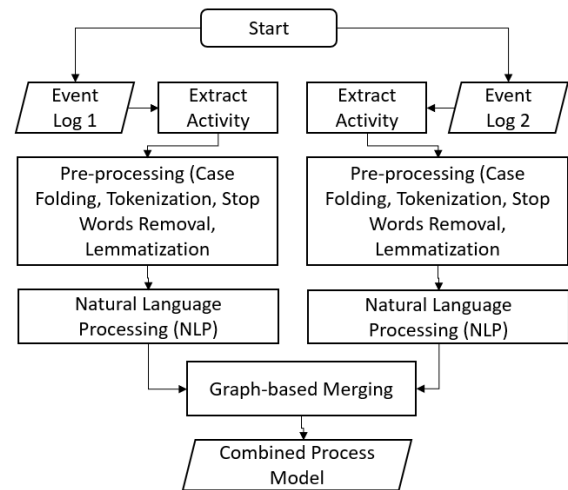 Start
Event
Log 1
Extract
Activity
Extract
Activity
Event
Log 2
Pre-processing (Case
Folding, Tokenization, Stop
Words Removal,
Lemmatization
Pre-processing (Case
Folding, Tokenization, Stop
Words Removal,
Lemmatization
Natural Language
Processing (NLP)
Natural Language
Processing (NLP)
Graph-based Merging
Combined Process
Model